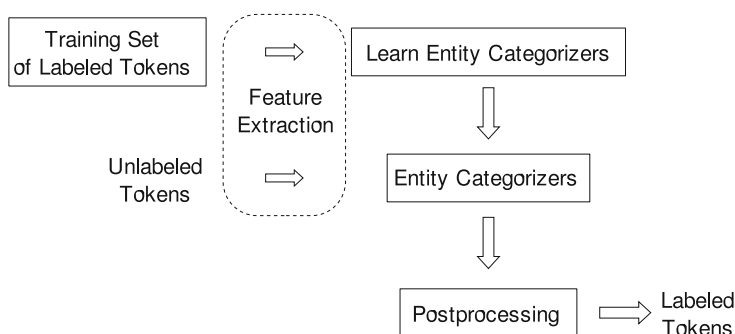 Training Set
of Labeled Tokens
Learn Entity Categorizers
Feature
Extraction
Unlabeled
Tokens
Entity Categorizers
Postprocessing
Labeled
Tokens